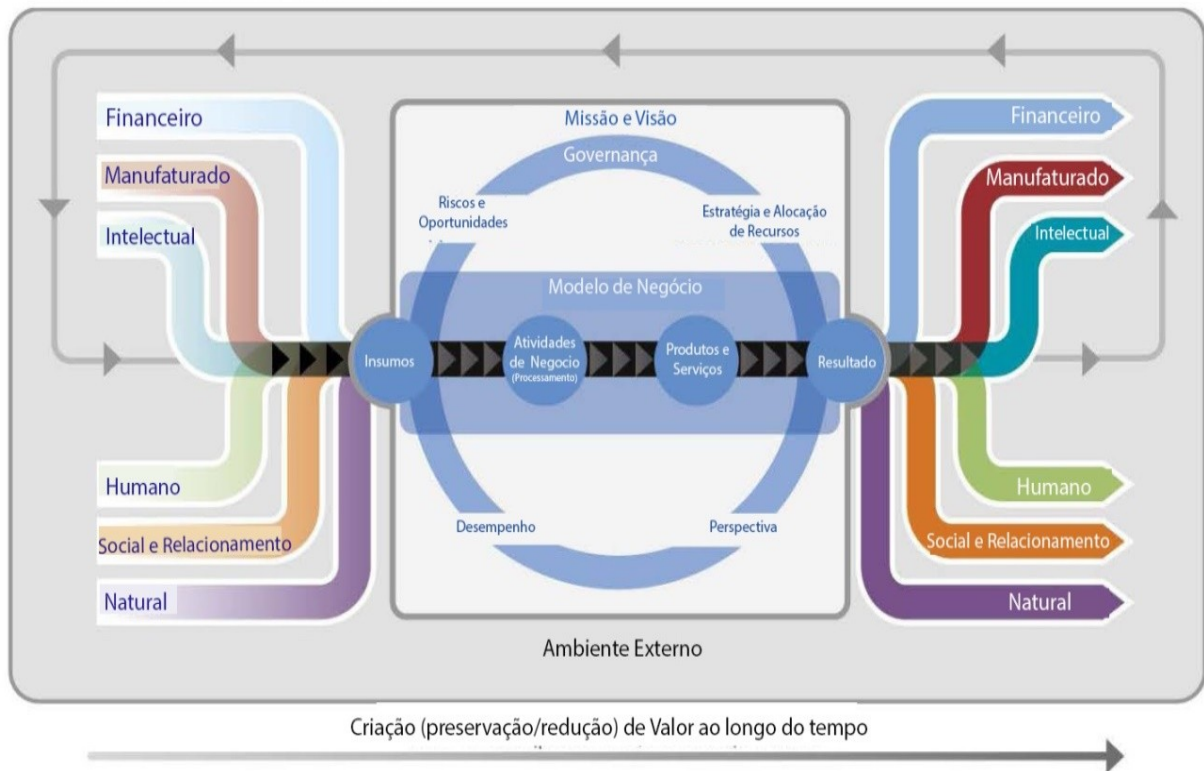 Financeiro
Manufaturado
Intelectual
Humano
Social e Relacionamento
Natural
Missão e Visão
Governança
Riscos e
Oportunidades
Estratégia e Alocação
de Recursos
Modelo de Negócio
Insumos
Atividades
de Negocio
(Processamento)
Produtos e
Serviços
Resultado
Desempenho
Perspectiva
Financeiro
Manufaturado
Intelectual
Humano
Social e Relacionamento
Natural
Ambiente Externo
Criação (preservação/redução) de Valor ao longo do tempo